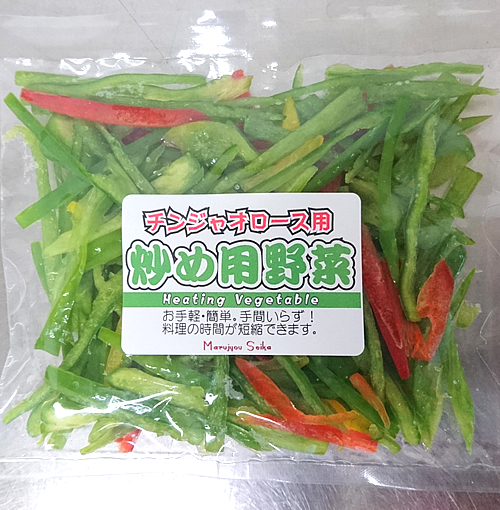 チンジャオロース用
炒め用野菜
Heating Vegetable
お手軽・簡単。手間いらず！
料理の時間が短縮できます。
Marujyou Seika